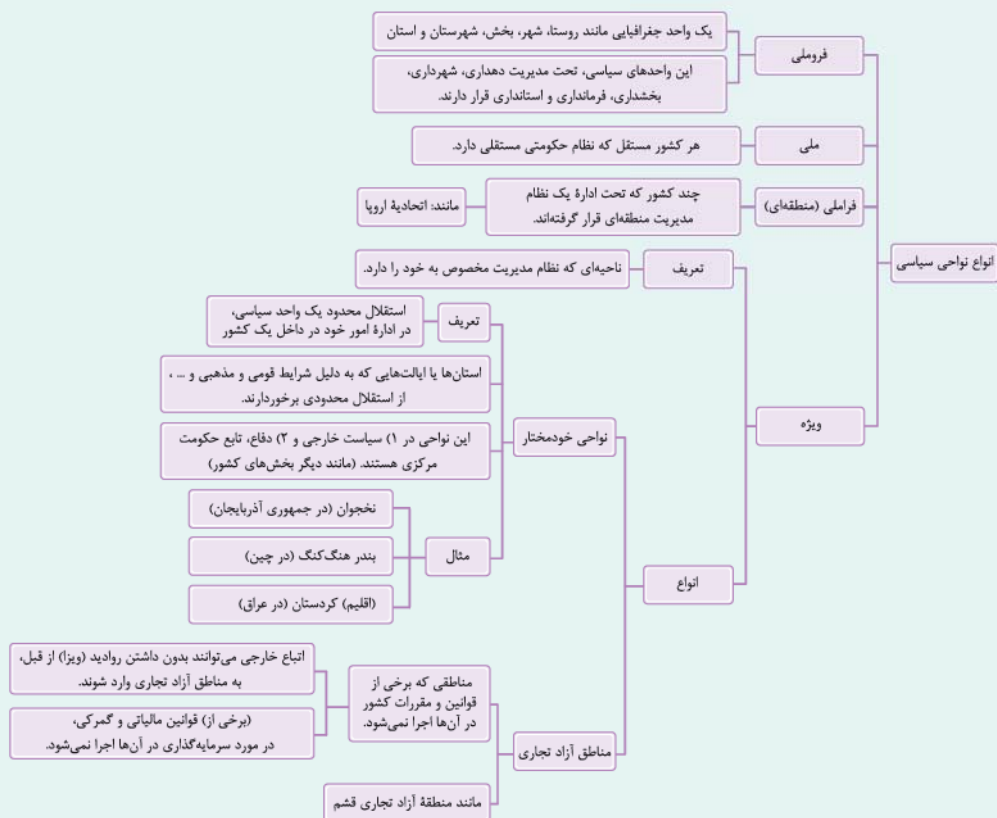 انواع نواحی سیاسی
فروملی
یک واحد جغرافیایی مانند روستا، شهر، بخش، شهرستان و استان
این واحدهای سیاسی، تحت مدیریت دهداری، شهرداری،
بخشداری، فرمانداری و استانداری قرار دارند.
ملی
هر کشور مستقل که نظام حکومتی مستقلی دارد.
فراملی (منطقه‌ای)
چند کشور که تحت ادارهٔ یک نظام
مدیریت منطقه‌ای قرار گرفته‌اند.
مانند: اتحادیهٔ اروپا
ویژه
تعریف
ناحیه‌ای که نظام مدیریت مخصوص به خود را دارد.
انواع
نواحی خودمختار
تعریف
استقلال محدود یک واحد سیاسی،
در ادارهٔ امور خود در داخل یک کشور
استان‌ها یا ایالت‌هایی که به دلیل شرایط قومی و مذهبی و ... ،
از استقلال محدودی برخوردارند.
این نواحی در ۱) سیاست خارجی و ۲) دفاع، تابع حکومت
مرکزی هستند. (مانند دیگر بخش‌های کشور)
مثال
نخجوان (در جمهوری آذربایجان)
بندر هنگ‌کنگ (در چین)
(اقلیم) کردستان (در عراق)
مناطق آزاد تجاری
مناطقی که برخی از
قوانین و مقررات کشور
در آن‌ها اجرا نمی‌شود.
اتباع خارجی می‌توانند بدون داشتن روادید (ویزا) از قبل،
به مناطق آزاد تجاری وارد شوند.
(برخی از) قوانین مالیاتی و گمرکی،
در مورد سرمایه‌گذاری در آن‌ها اجرا نمی‌شود.
مانند منطقهٔ آزاد تجاری قشم